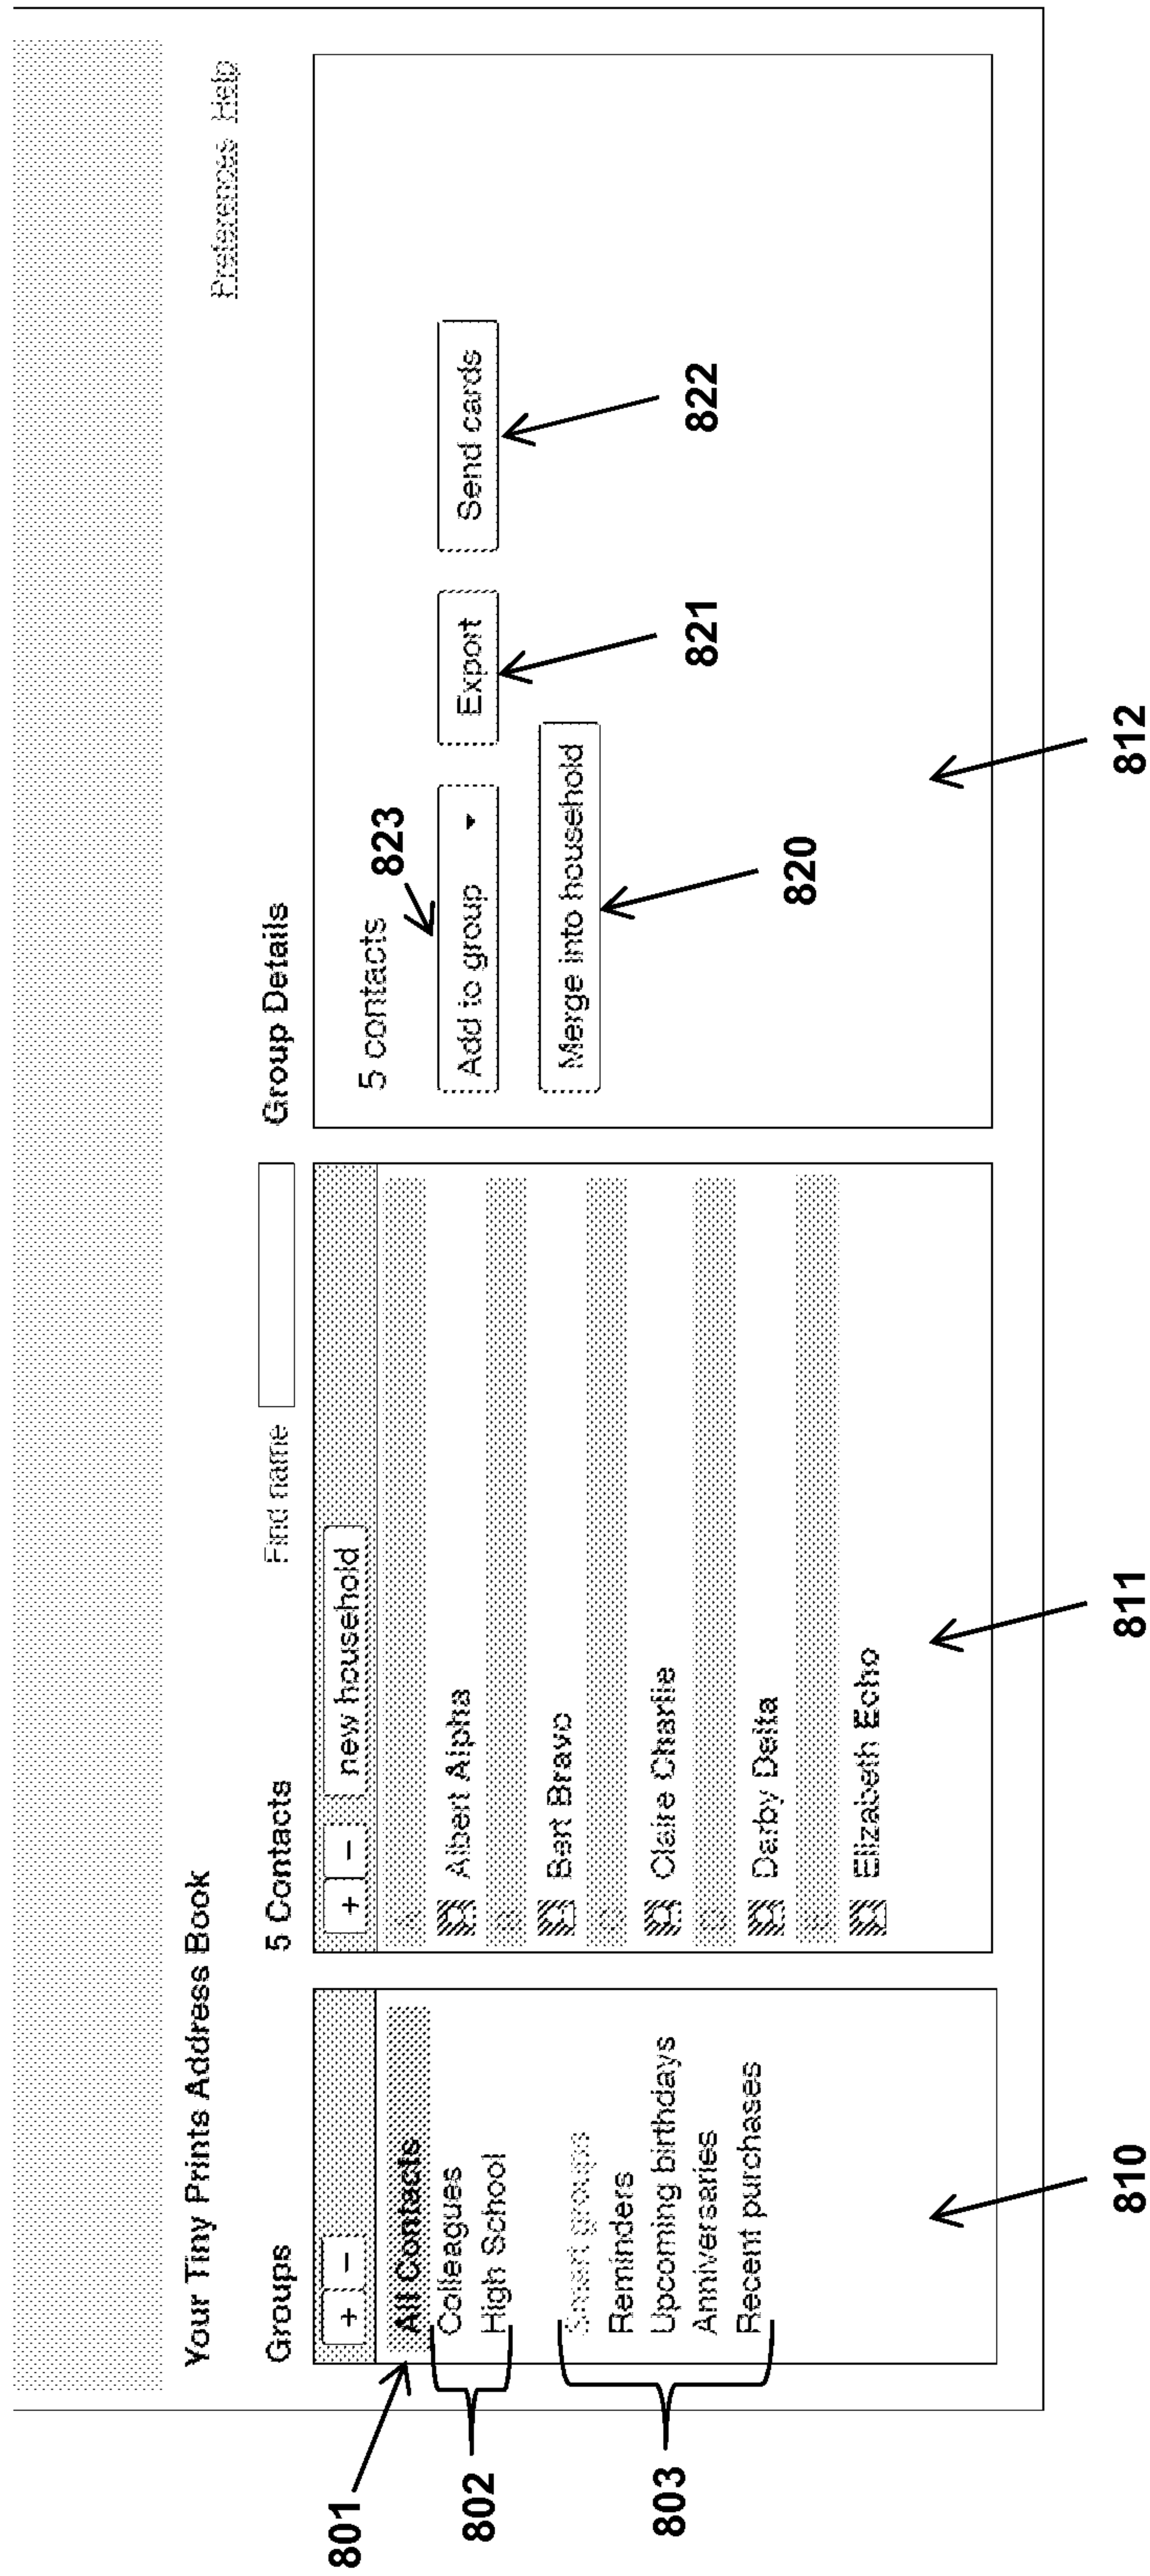 Preferences Help
Your Tiny Prints Address Book
Groups
+ −
801
All Contacts
802
Colleagues
High School
803
Smart groups
Reminders
Upcoming birthdays
Anniversaries
Recent purchases
810
5 Contacts
Find name
+ − new household
Albert Alpha
Bert Bravo
Claire Charlie
Darby Delta
Elizabeth Echo
811
Group Details
5 contacts
823
Add to group Export Send cards
Merge into household
821
822
820
812